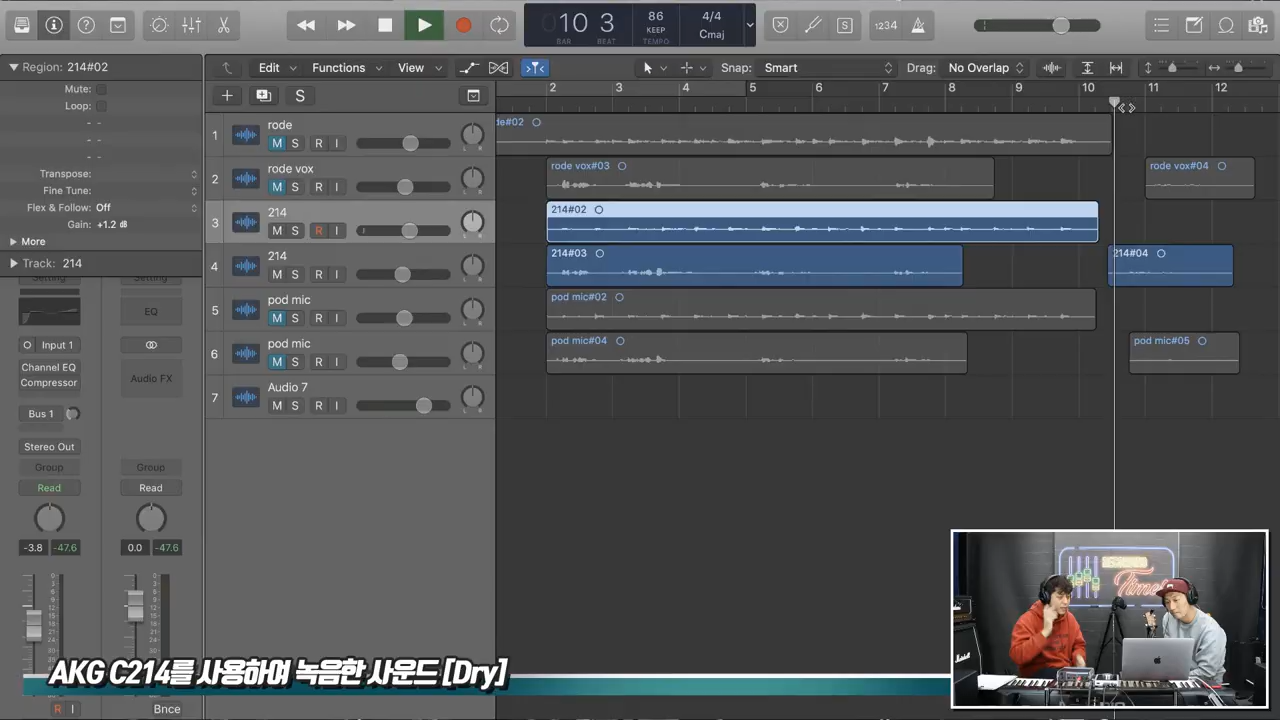 10 3
BAR BEAT
86
KEEP
TEMPO
4/4
Cmaj
S
1234
Region: 214#02
Mute:
Loop:
- -
- -
- -
Transpose:
Fine Tune:
Flex & Follow: Off
Gain: +1.2 dB
More
Track: 214
Edit
Functions
View
Snap: Smart
Drag: No Overlap
S
2 3 4 5 6 7 8 9 10 11 12
1 rode
M S R I
2 rode vox
M S R I
3 214
M S R I
4 214
M S R I
5 pod mic
M S R I
6 pod mic
M S R I
7 Audio 7
M S R I
de#02
rode vox#03
rode vox#04
214#02
214#03
214#04
pod mic#02
pod mic#04
pod mic#05
Setting Setting
EQ
Input 1
Channel EQ
Compressor
Audio FX
Bus 1
Stereo Out
Group Group
Read Read
-3.8 -47.6 0.0 -47.6
R I
Bnce
Time
Marshall
AKG C214를 사용하여 녹음한 사운드 [Dry]